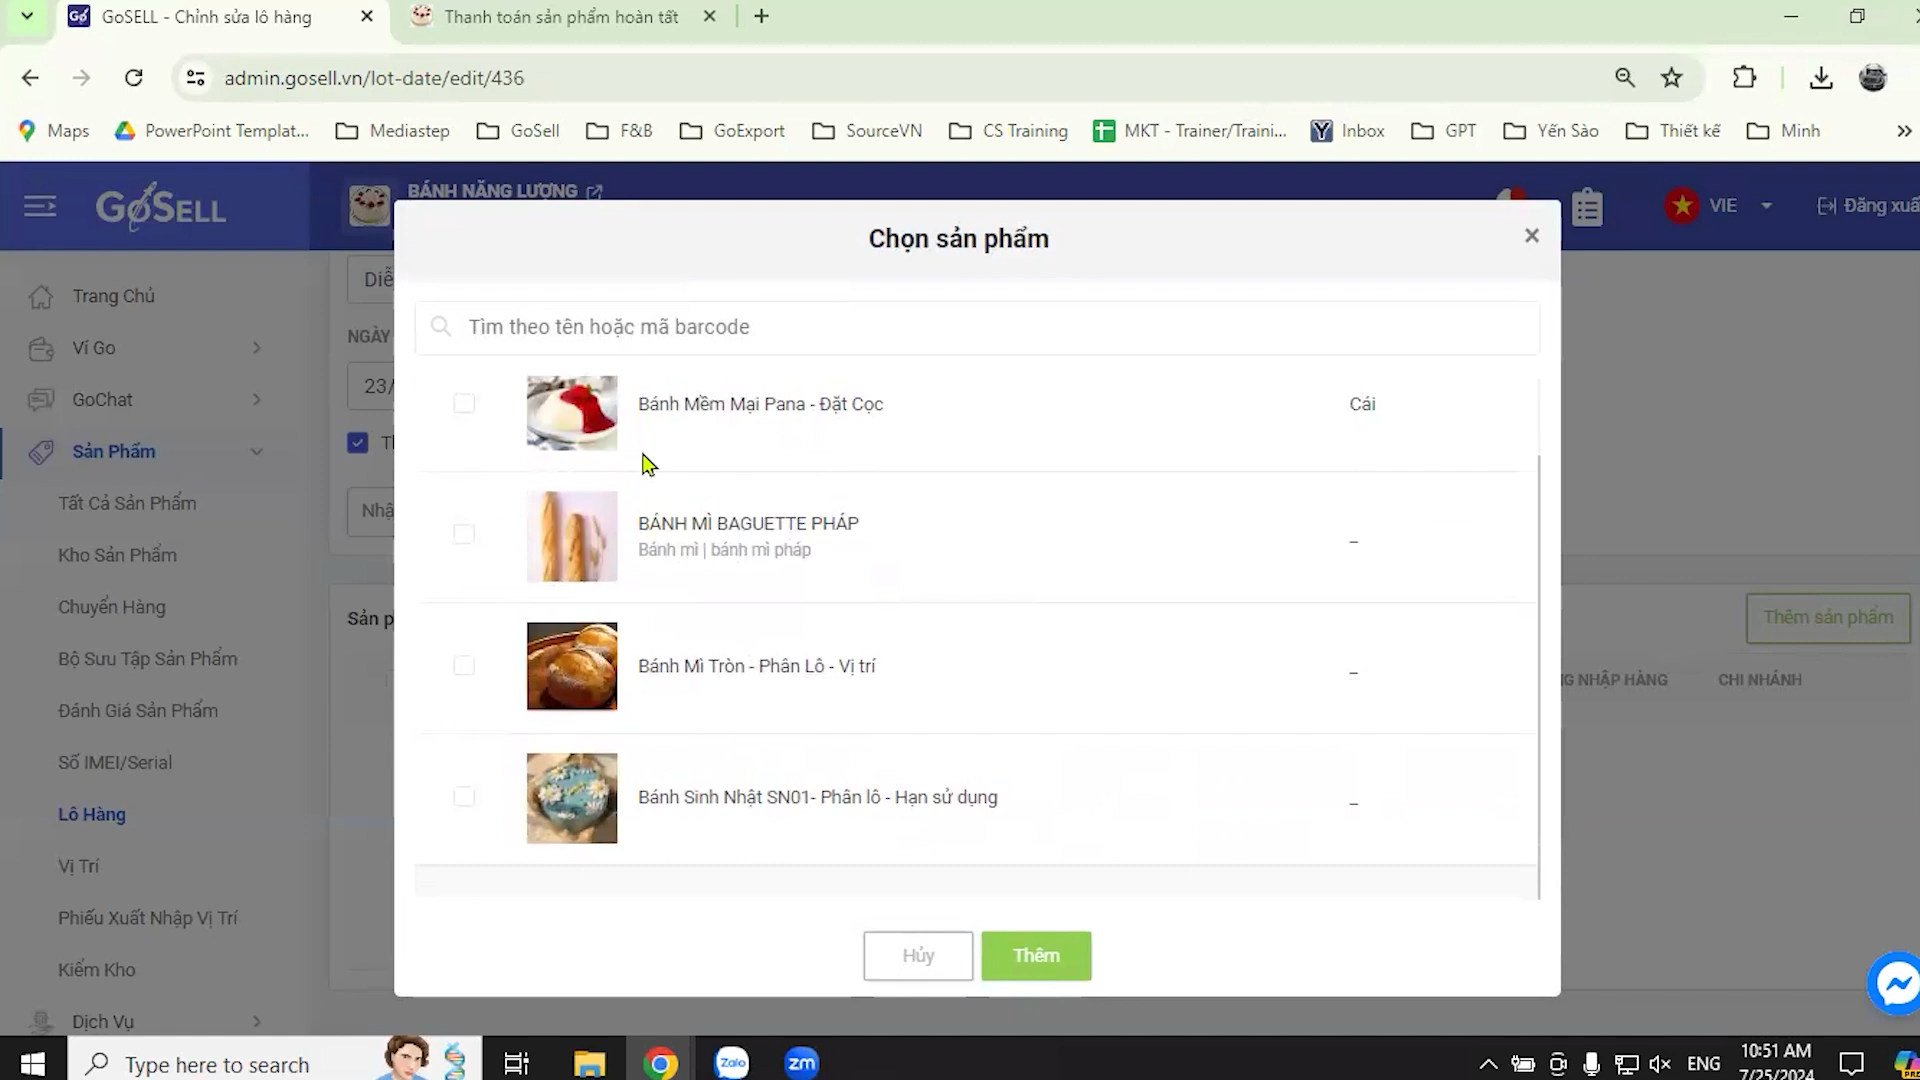 GoSELL - Chỉnh sửa lô hàng
Thanh toán sản phẩm hoàn tất
admin.gosell.vn/lot-date/edit/436
Maps
PowerPoint Templat...
Mediastep
GoSell
F&B
GoExport
SourceVN
CS Training
MKT - Trainer/Traini...
Inbox
GPT
Yến Sào
Thiết kế
Minh
GoSELL
BÁNH NĂNG LƯỢNG
VIE
Đăng xuấ
Trang Chủ
Ví Go
GoChat
Sản Phẩm
Tất Cả Sản Phẩm
Kho Sản Phẩm
Chuyển Hàng
Bộ Sưu Tập Sản Phẩm
Đánh Giá Sản Phẩm
Số IMEI/Serial
Lô Hàng
Vị Trí
Phiếu Xuất Nhập Vị Trí
Kiểm Kho
Dịch Vụ
NGÀY
23/
Sản p
Thêm sản phẩm
G NHẬP HÀNG
CHI NHÁNH
Chọn sản phẩm
Tìm theo tên hoặc mã barcode
Bánh Mềm Mại Pana - Đặt Cọc
Cái
BÁNH MÌ BAGUETTE PHÁP
Bánh mì | bánh mì pháp
–
Bánh Mì Tròn - Phân Lô - Vị trí
–
Bánh Sinh Nhật SN01- Phân lô - Hạn sử dụng
–
Hủy
Thêm
Type here to search
Zalo
zm
ENG
10:51 AM
7/25/2024